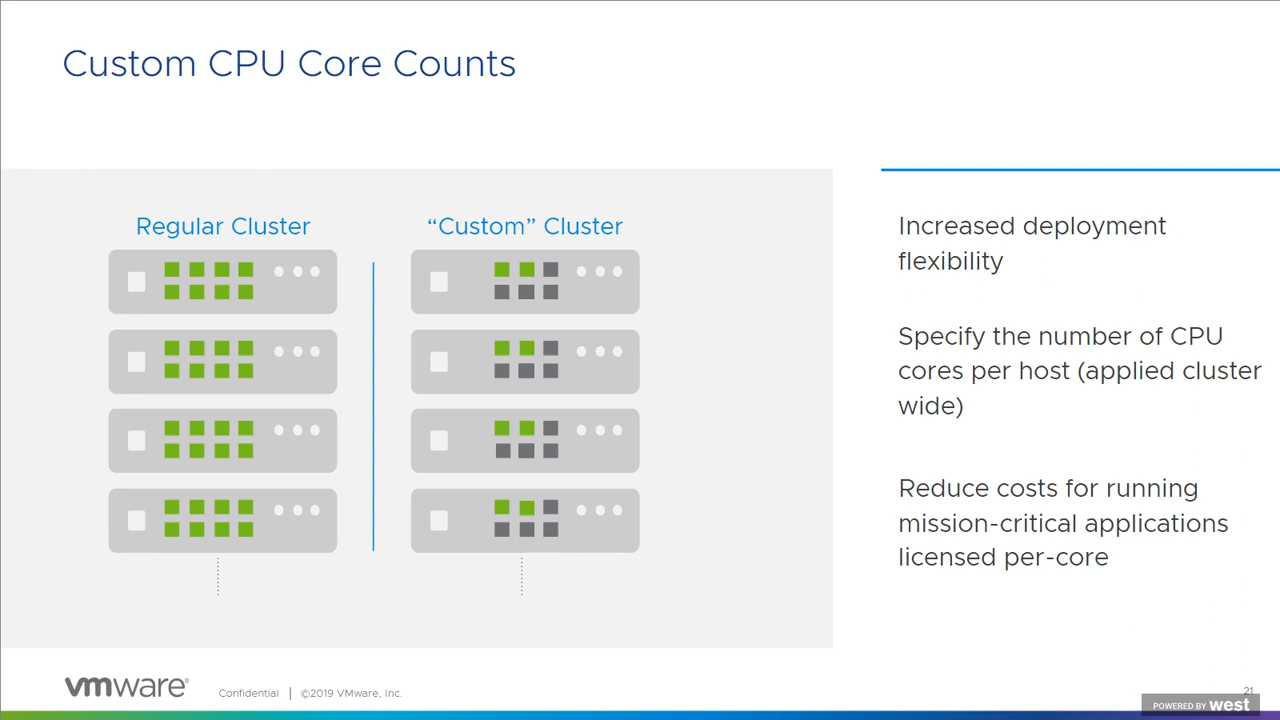 Custom CPU Core Counts
Regular Cluster
“Custom” Cluster
Increased deployment
flexibility
Specify the number of CPU
cores per host (applied cluster
wide)
Reduce costs for running
mission-critical applications
licensed per-core
vmware®
Confidential | ©2019 VMware, Inc.
21
POWERED BY west